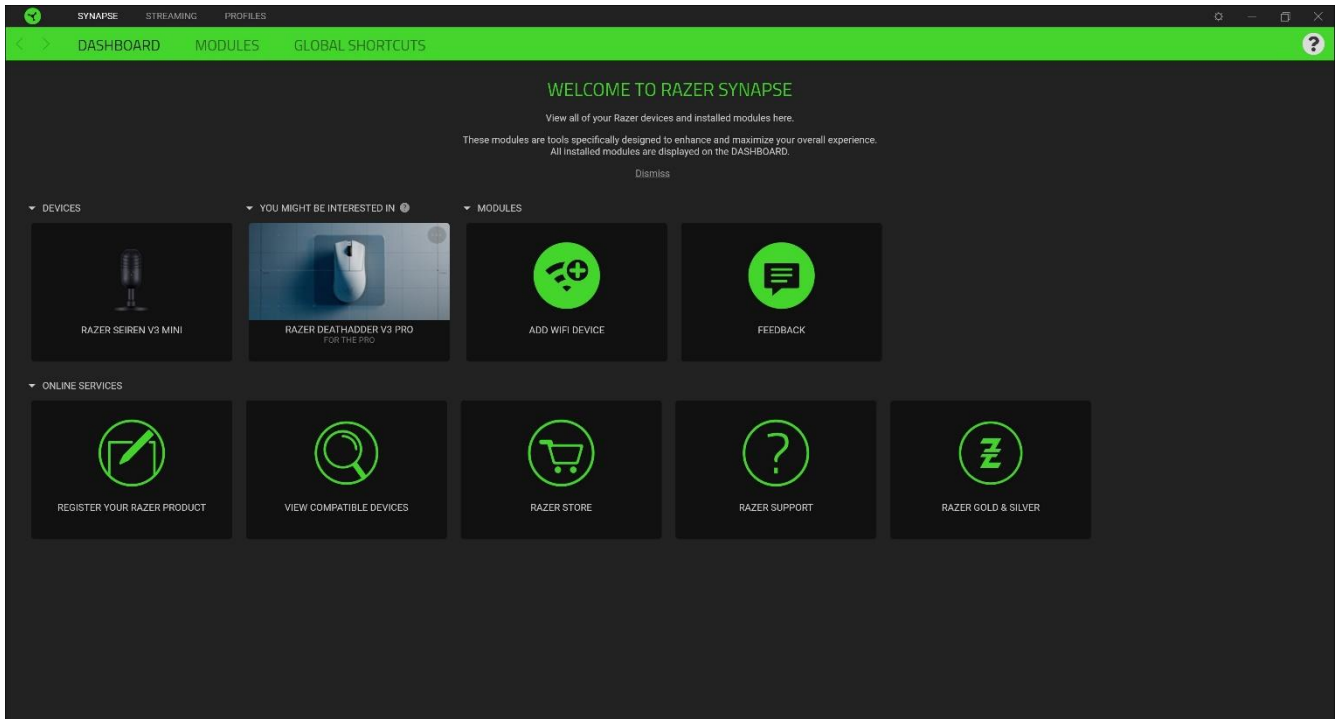 SYNAPSE STREAMING PROFILES
DASHBOARD MODULES GLOBAL SHORTCUTS
?
WELCOME TO RAZER SYNAPSE
View all of your Razer devices and installed modules here.
These modules are tools specifically designed to enhance and maximize your overall experience.
All installed modules are displayed on the DASHBOARD.
Dismiss
DEVICES
YOU MIGHT BE INTERESTED IN ?
MODULES
RAZER SEIREN V3 MINI
RAZER DEATHADDER V3 PRO
FOR THE PRO
ADD WIFI DEVICE
FEEDBACK
ONLINE SERVICES
REGISTER YOUR RAZER PRODUCT
VIEW COMPATIBLE DEVICES
RAZER STORE
?
RAZER SUPPORT
RAZER GOLD & SILVER